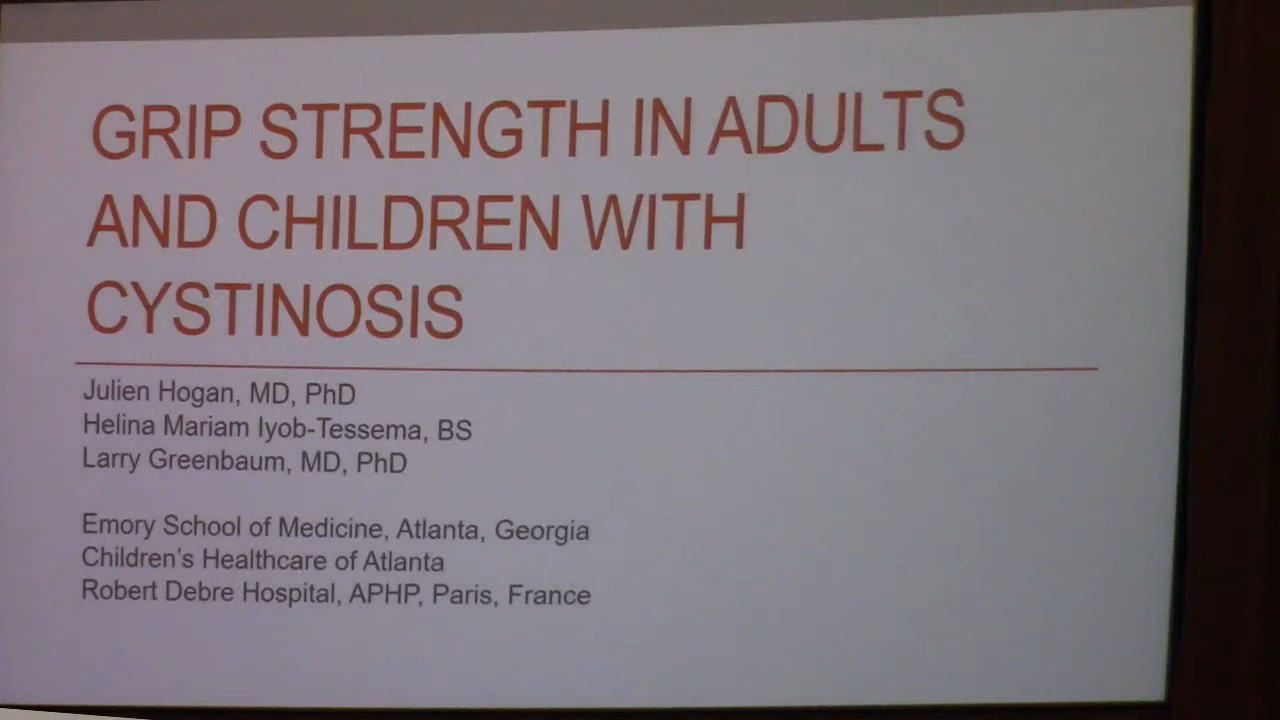 GRIP STRENGTH IN ADULTS
AND CHILDREN WITH
CYSTINOSIS
Julien Hogan, MD, PhD
Helina Mariam Iyob-Tessema, BS
Larry Greenbaum, MD, PhD
Emory School of Medicine, Atlanta, Georgia
Children's Healthcare of Atlanta
Robert Debre Hospital, APHP, Paris, France